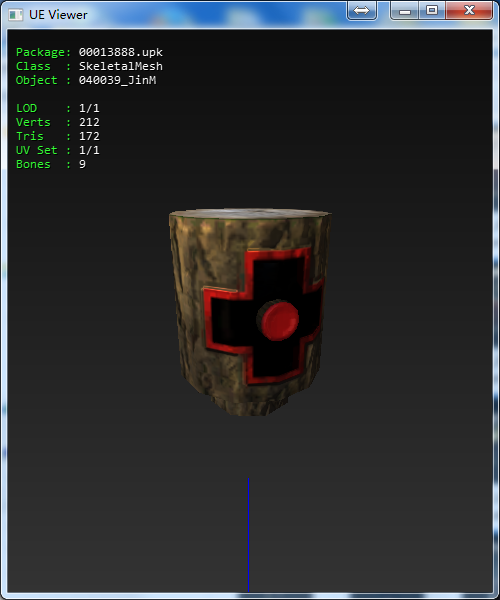 UE Viewer
Package: 00013888.upk
Class : SkeletalMesh
Object : 040039_JinM
LOD : 1/1
Verts : 212
Tris : 172
UV Set : 1/1
Bones : 9